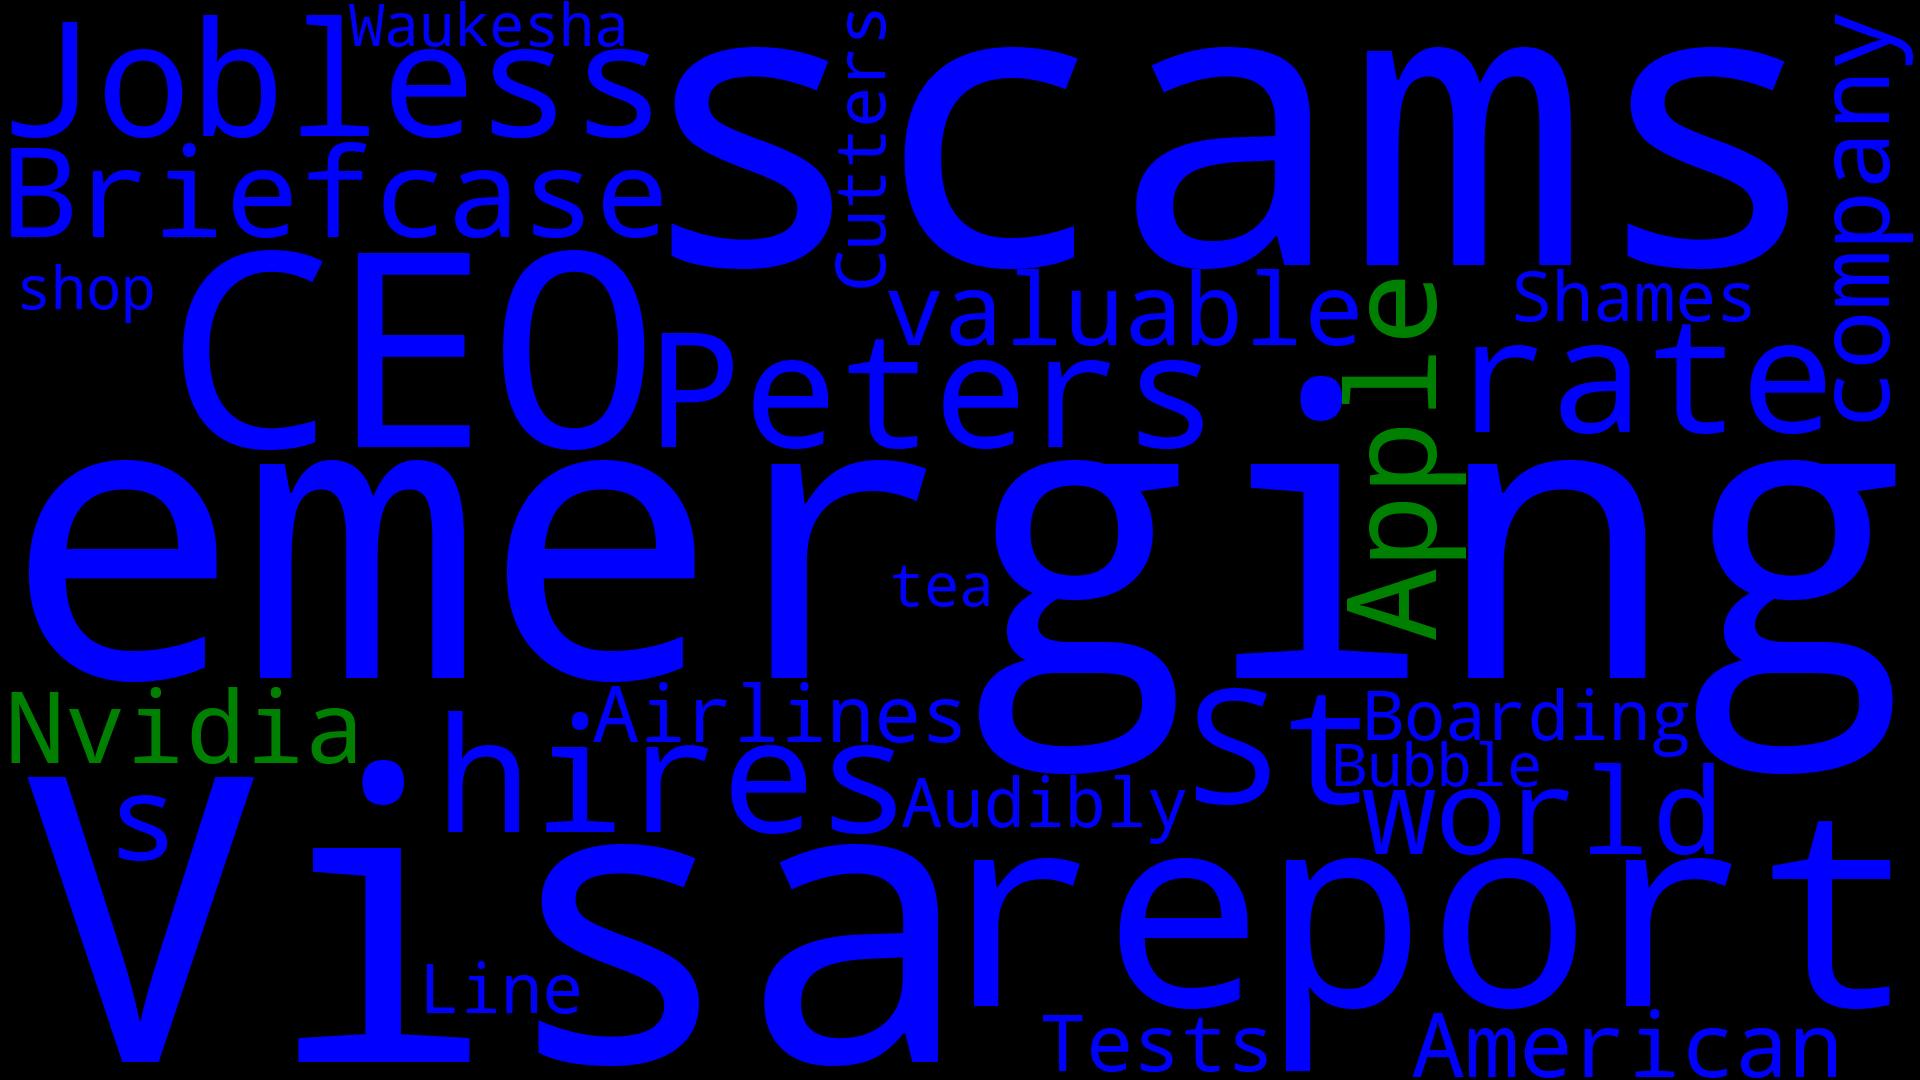 Waukesha
Jobless
scams
Cutters
company
Briefcase
shop
CEO
valuable
Shames
Peters
Apple
rate
emerging
tea
Nvidia
Airlines
St
Boarding
hires
Bubble
s
Audibly
world
Visa
report
Line
Tests
American